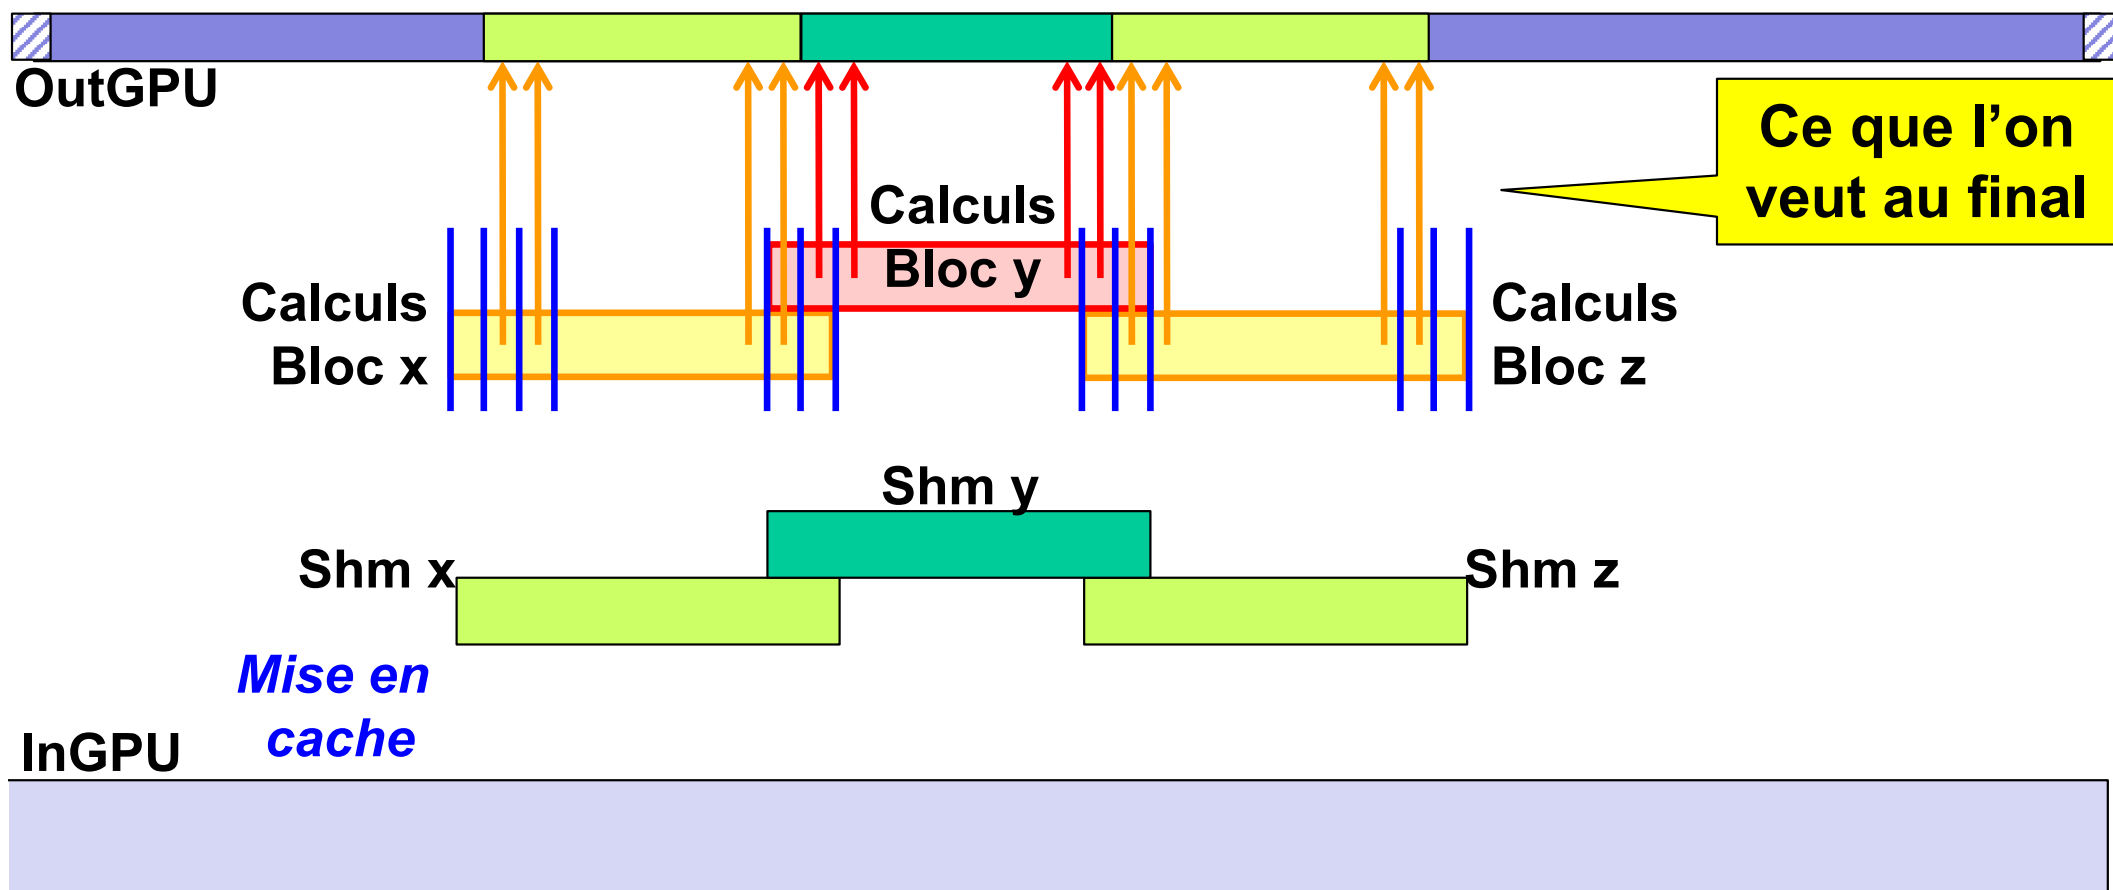 OutGPU
Ce que l’on
veut au final
Calculs
Bloc y
Calculs
Bloc x
Calculs
Bloc z
Shm y
Shm x
Shm z
Mise en
cache
InGPU